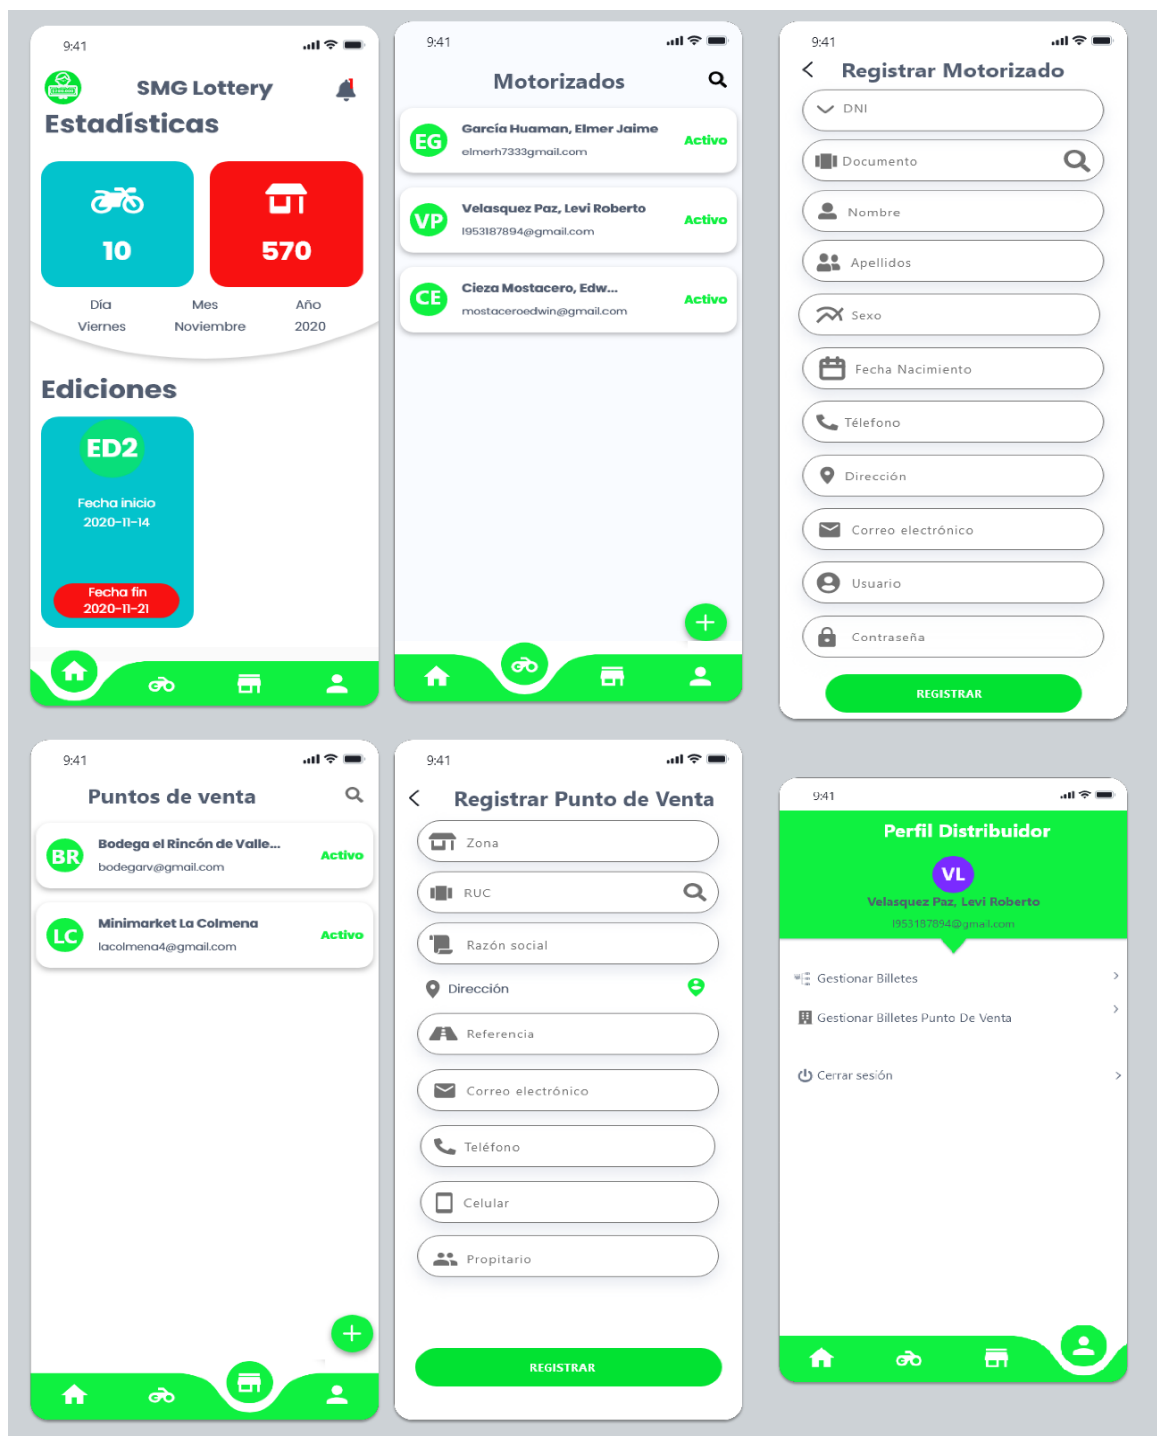 9:41
SMG Lottery
Estadísticas
10
570
Día
Mes
Año
Viernes
Noviembre
2020
Ediciones
ED2
Fecha inicio
2020-11-14
Fecha fin
2020-11-21
9:41
Motorizados
EG
García Huaman, Elmer Jaime
elmerh7333gmail.com
Activo
VP
Velasquez Paz, Levi Roberto
l953187894@gmail.com
Activo
CE
Cieza Mostacero, Edw...
mostaceroedwin@gmail.com
Activo
9:41
Registrar Motorizado
DNI
Documento
Nombre
Apellidos
Sexo
Fecha Nacimiento
Télefono
Dirección
Correo electrónico
Usuario
Contraseña
REGISTRAR
9:41
Puntos de venta
BR
Bodega el Rincón de Valle...
bodegarv@gmail.com
Activo
LC
Minimarket La Colmena
lacolmena4@gmail.com
Activo
9:41
Registrar Punto de Venta
Zona
RUC
Razón social
Dirección
Referencia
Correo electrónico
Teléfono
Celular
Propitario
REGISTRAR
9:41
Perfil Distribuidor
VL
Velasquez Paz, Levi Roberto
l953187894@gmail.com
Gestionar Billetes
Gestionar Billetes Punto De Venta
Cerrar sesión